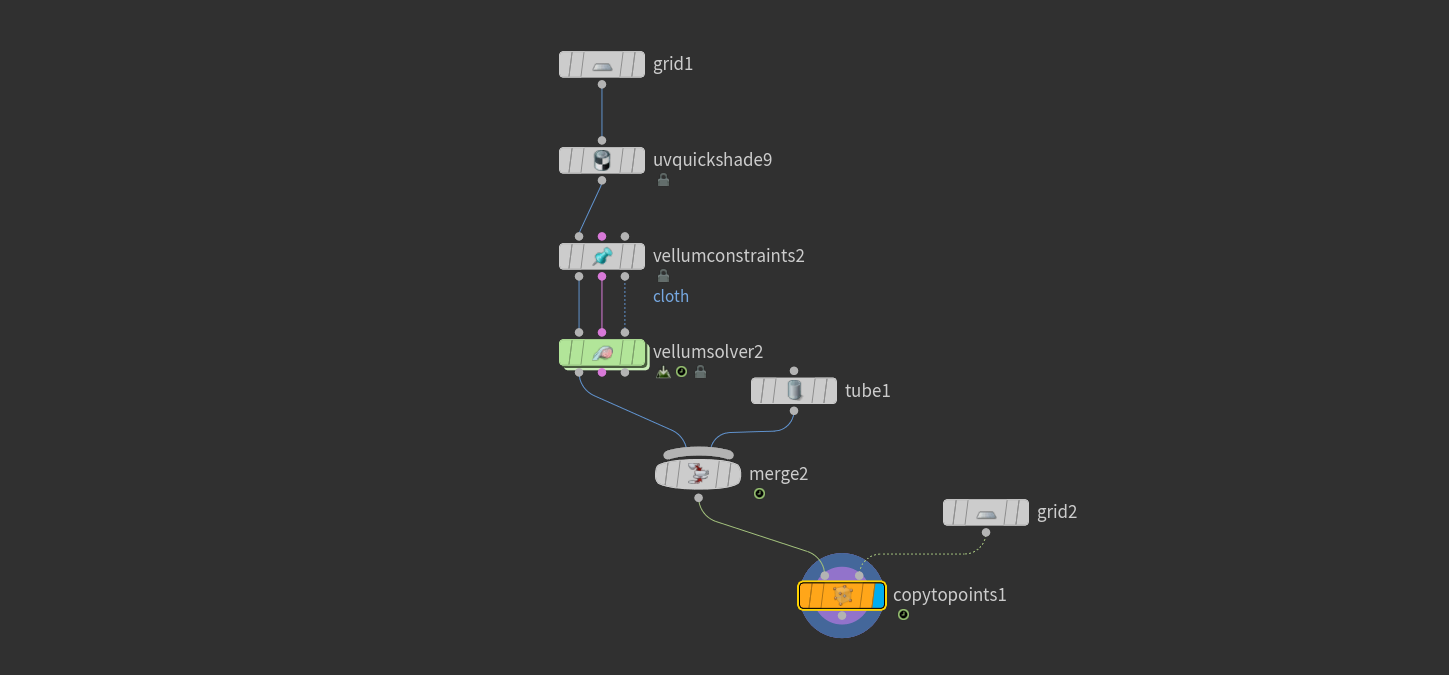 grid1
uvquickshade9
vellumconstraints2
cloth
vellumsolver2
tube1
merge2
grid2
copytopoints1